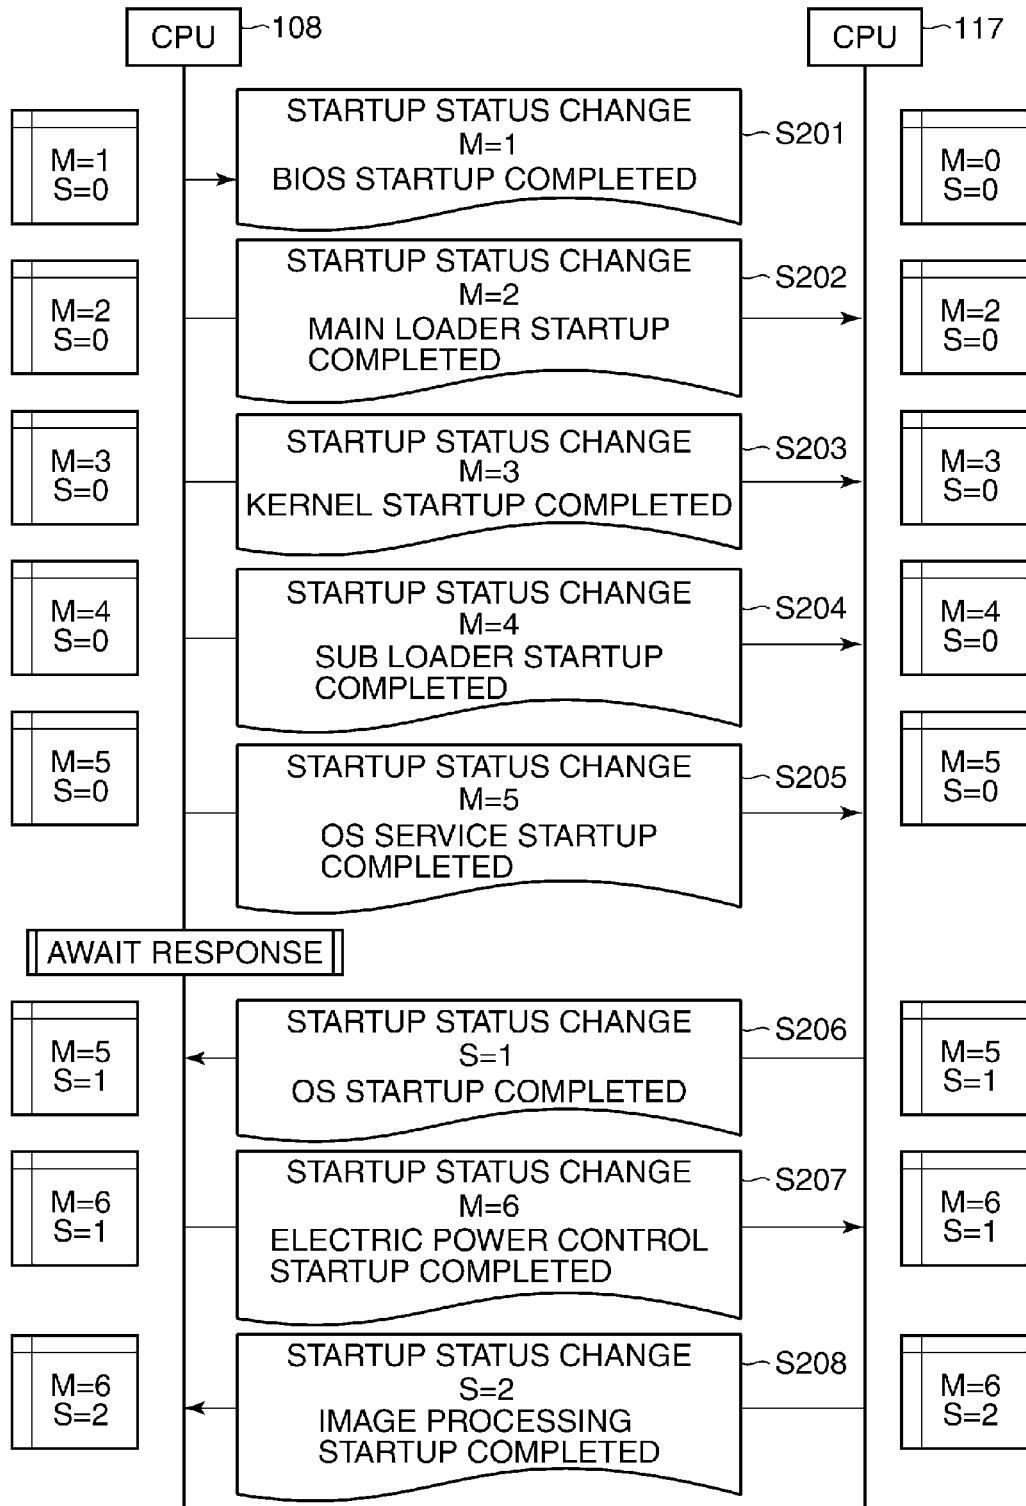 CPU
108
CPU
117
M=1
S=0
STARTUP STATUS CHANGE
M=1
BIOS STARTUP COMPLETED
S201
M=0
S=0
M=2
S=0
STARTUP STATUS CHANGE
M=2
MAIN LOADER STARTUP
COMPLETED
S202
M=2
S=0
M=3
S=0
STARTUP STATUS CHANGE
M=3
KERNEL STARTUP COMPLETED
S203
M=3
S=0
M=4
S=0
STARTUP STATUS CHANGE
M=4
SUB LOADER STARTUP
COMPLETED
S204
M=4
S=0
M=5
S=0
STARTUP STATUS CHANGE
M=5
OS SERVICE STARTUP
COMPLETED
S205
M=5
S=0
AWAIT RESPONSE
M=5
S=1
STARTUP STATUS CHANGE
S=1
OS STARTUP COMPLETED
S206
M=5
S=1
M=6
S=1
STARTUP STATUS CHANGE
M=6
ELECTRIC POWER CONTROL
STARTUP COMPLETED
S207
M=6
S=1
M=6
S=2
STARTUP STATUS CHANGE
S=2
IMAGE PROCESSING
STARTUP COMPLETED
S208
M=6
S=2